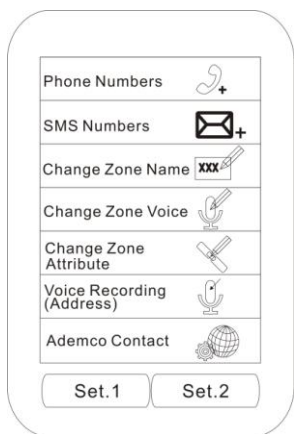 Phone Numbers
SMS Numbers
Change Zone Name XXX
Change Zone Voice
Change Zone
Attribute
Voice Recording
(Address)
Ademco Contact
Set.1 Set.2